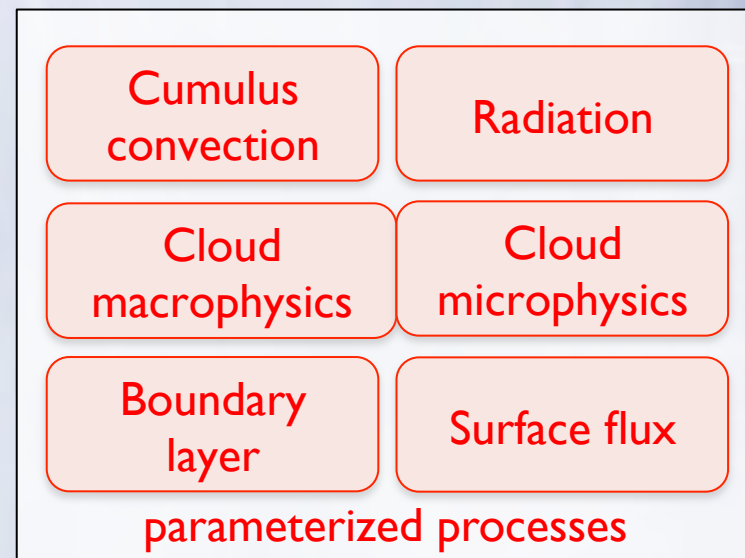 Cumulus
convection
Radiation
Cloud
macrophysics
Cloud
microphysics
Boundary
layer
Surface flux
parameterized processes